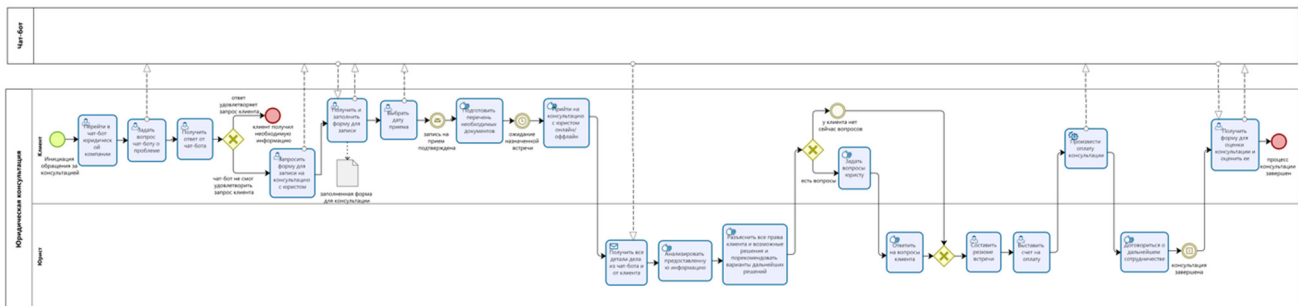 Чат-бот
Юридическая консультация
Клиент
Юрист
Инициация
обращения за
консультацией
Перейти в
чат-бот
юридическ
ой
компании
Задать
вопрос
чат-боту о
проблеме
Получить
ответ от
чат-бота
ответ
удовлетворяет
запрос клиента
клиент получил
необходимую
информацию
чат-бот не смог
удовлетворить
запрос клиента
Запросить
форму для
записи на
консультацию
с юристом
Получить и
заполнить
форму для
записи
заполненная форма
для консультации
Выбрать
дату
приема
запись на
прием
подтверждена
Подготовить
перечень
необходимых
документов
ожидание
назначенной
встречи
Прийти на
консультацию
с юристом
онлайн/
оффлайн
Получить все
детали дела
из чат-бота и
от клиента
Анализировать
предоставленну
ю информацию
Разъяснить все права
клиента и возможные
решения и
порекомендовать
варианты дальнейших
решений
у клиента нет
сейчас вопросов
есть вопросы
Задать
вопросы
юристу
Ответить
на вопросы
клиента
Составить
резюме
встречи
Выставить
счет на
оплату
Произвести
оплату
консультации
Договориться о
дальнейшем
сотрудничестве
консультация
завершена
Получить
форму для
оценки
консультации и
оценить ее
процесс
консультации
завершен